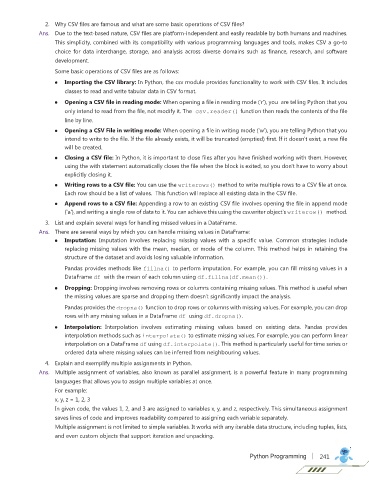 2. Why CSV files are famous and what are some basic operations of CSV files?
Ans. Due to the text-based nature, CSV files are platform-independent and easily readable by both humans and machines.
This simplicity, combined with its compatibility with various programming languages and tools, makes CSV a go-to
choice for data interchange, storage, and analysis across diverse domains such as finance, research, and software
development.
Some basic operations of CSV files are as follows:
● Importing the CSV library: In Python, the csv module provides functionality to work with CSV files. It includes
classes to read and write tabular data in CSV format.
● Opening a CSV file in reading mode: When opening a file in reading mode ('r'), you are telling Python that you
only intend to read from the file, not modify it. The csv.reader() function then reads the contents of the file
line by line.
● Opening a CSV File in writing mode: When opening a file in writing mode ('w'), you are telling Python that you
intend to write to the file. If the file already exists, it will be truncated (emptied) first. If it doesn't exist, a new file
will be created.
● Closing a CSV file: In Python, it is important to close files after you have finished working with them. However,
using the with statement automatically closes the file when the block is exited, so you don't have to worry about
explicitly closing it.
● Writing rows to a CSV file: You can use the writerows() method to write multiple rows to a CSV file at once.
Each row should be a list of values. This function will replace all existing data in the CSV file.
● Append rows to a CSV file: Appending a row to an existing CSV file involves opening the file in append mode
('a'), and writing a single row of data to it. You can achieve this using the csv.writer object's writerow() method.
3. List and explain several ways for handling missed values in a DataFrame.
Ans. There are several ways by which you can handle missing values in DataFrame:
● Imputation: Imputation involves replacing missing values with a specific value. Common strategies include
replacing missing values with the mean, median, or mode of the column. This method helps in retaining the
structure of the dataset and avoids losing valuable information.
Pandas provides methods like fillna() to perform imputation. For example, you can fill missing values in a
DataFrame df with the mean of each column using df.fillna(df.mean()).
● Dropping: Dropping involves removing rows or columns containing missing values. This method is useful when
the missing values are sparse and dropping them doesn't significantly impact the analysis.
Pandas provides the dropna() function to drop rows or columns with missing values. For example, you can drop
rows with any missing values in a DataFrame df using df.dropna().
● Interpolation: Interpolation involves estimating missing values based on existing data. Pandas provides
interpolation methods such as interpolate() to estimate missing values. For example, you can perform linear
interpolation on a DataFrame df using df.interpolate(). This method is particularly useful for time series or
ordered data where missing values can be inferred from neighbouring values.
4. Explain and exemplify multiple assignments in Python.
Ans. Multiple assignment of variables, also known as parallel assignment, is a powerful feature in many programming
languages that allows you to assign multiple variables at once.
For example:
x, y, z = 1, 2, 3
In given code, the values 1, 2, and 3 are assigned to variables x, y, and z, respectively. This simultaneous assignment
saves lines of code and improves readability compared to assigning each variable separately.
Multiple assignment is not limited to simple variables. It works with any iterable data structure, including tuples, lists,
and even custom objects that support iteration and unpacking.
Python Programming | 241